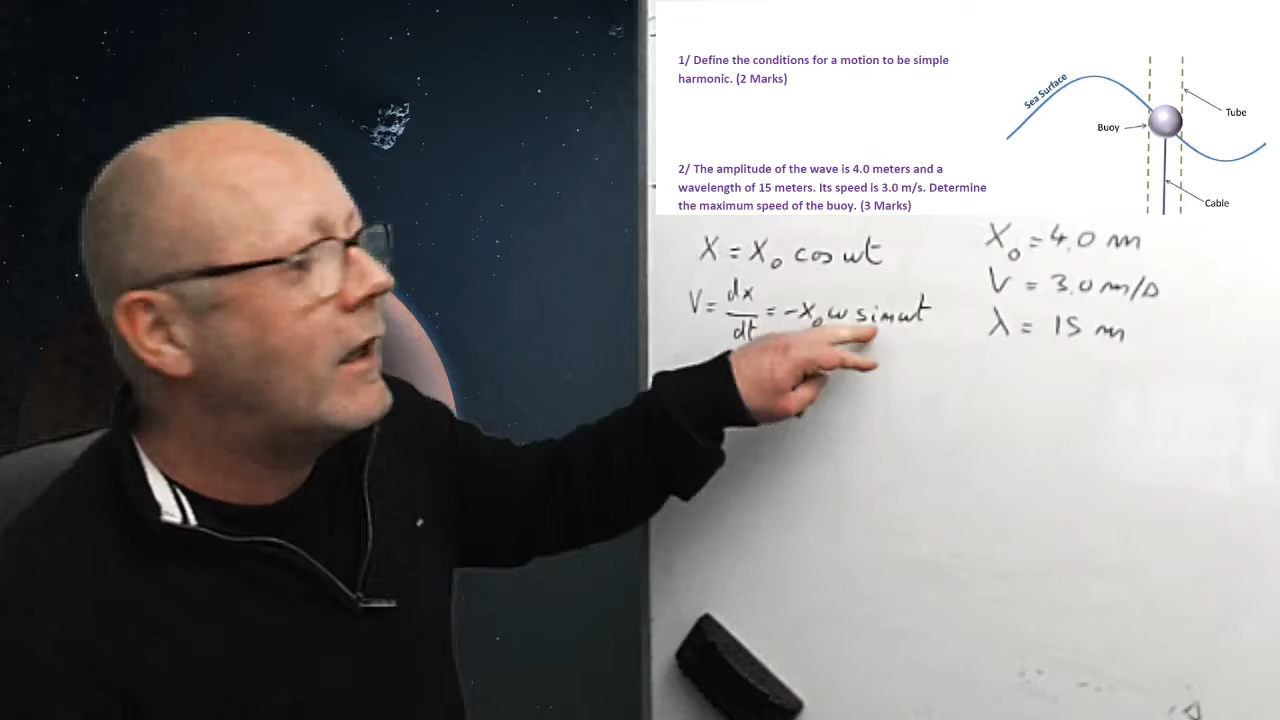 1/ Define the conditions for a motion to be simple
harmonic. (2 Marks)
Sea Surface
Buoy
Tube
Cable
2/ The amplitude of the wave is 4.0 meters and a
wavelength of 15 meters. Its speed is 3.0 m/s. Determine
the maximum speed of the buoy. (3 Marks)
X = X₀ cos ωt
V = dx/dt = -X₀ω sin ωt
X₀ = 4.0 m
V = 3.0 m/s
λ = 15 m